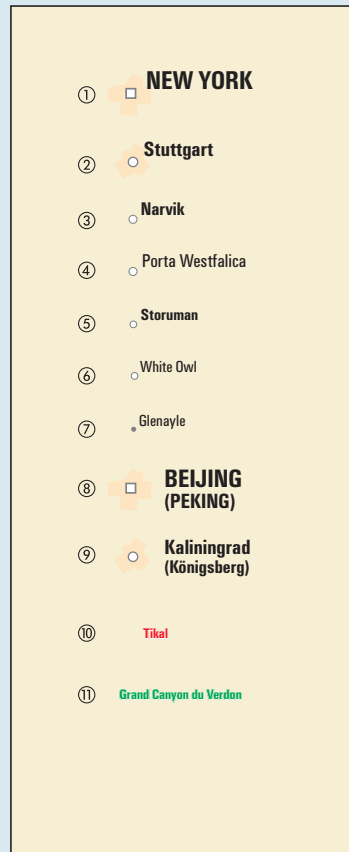 ① NEW YORK
② Stuttgart
③ Narvik
④ Porta Westfalica
⑤ Storuman
⑥ White Owl
⑦ Glenayle
⑧ BEIJING
(PEKING)
⑨ Kaliningrad
(Königsberg)
⑩ Tikal
⑪ Grand Canyon du Verdon